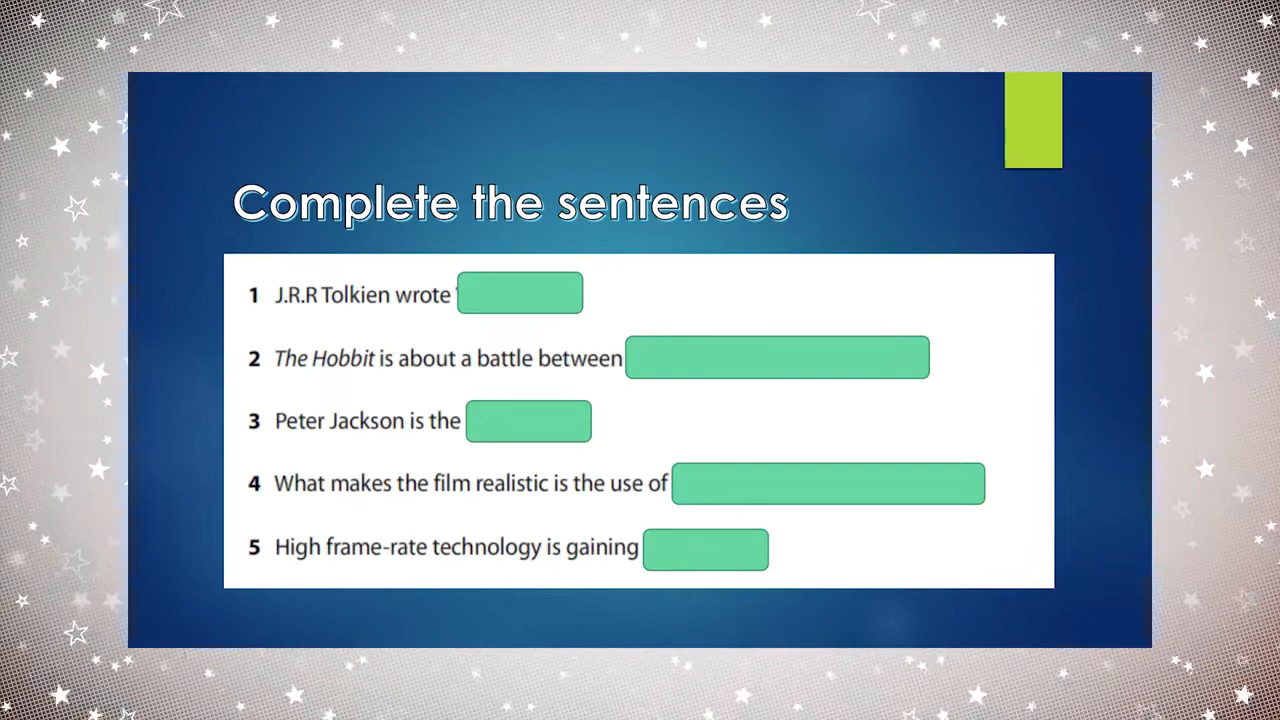 Complete the sentences
1 J.R.R Tolkien wrote '
2 The Hobbit is about a battle between
3 Peter Jackson is the
4 What makes the film realistic is the use of
5 High frame-rate technology is gaining